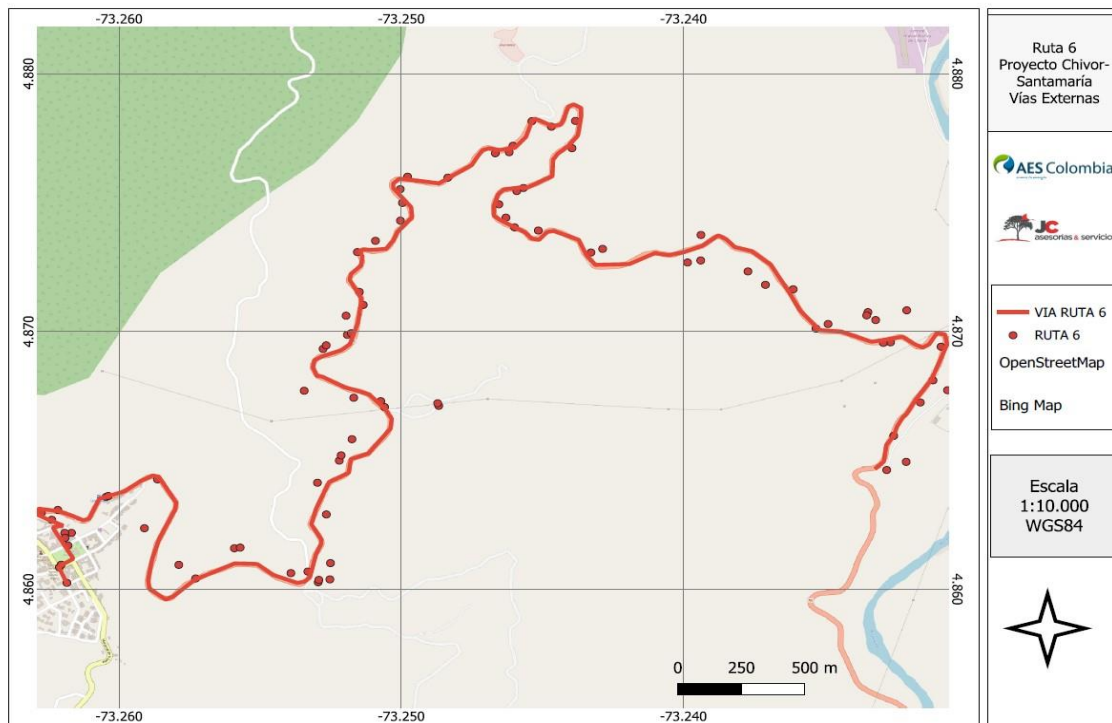 -73.260
-73.250
-73.240
4.880
4.880
4.870
4.870
4.860
4.860
0 250 500 m
-73.260
-73.250
-73.240
Ruta 6
Proyecto Chivor-
Santamaría
Vías Externas
AES Colombia
JC
asesorías & servicio
VIA RUTA 6
RUTA 6
OpenStreetMap
Bing Map
Escala
1:10.000
WGS84